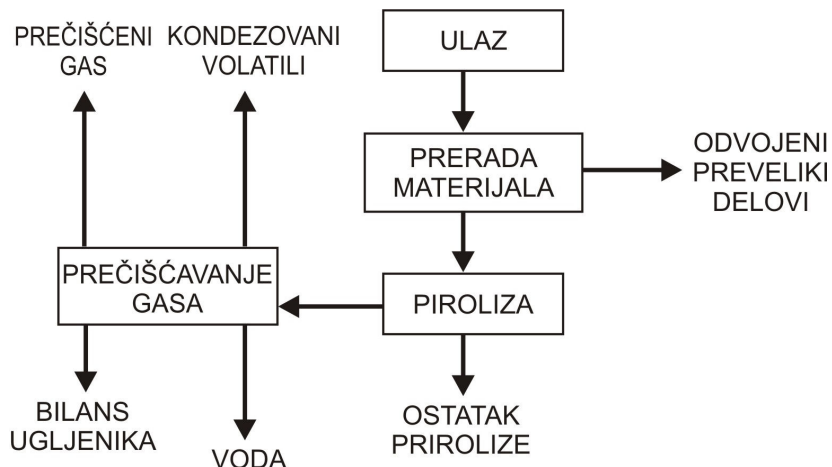 PREČIŠĆENI
GAS
KONDEZOVANI
VOLATILI
ULAZ
PRERADA
MATERIJALA
ODVOJENI
PREVELIKI
DELOVI
PREČIŠĆAVANJE
GASA
PIROLIZA
BILANS
UGLJENIKA
VODA
OSTATAK
PRIROLIZE